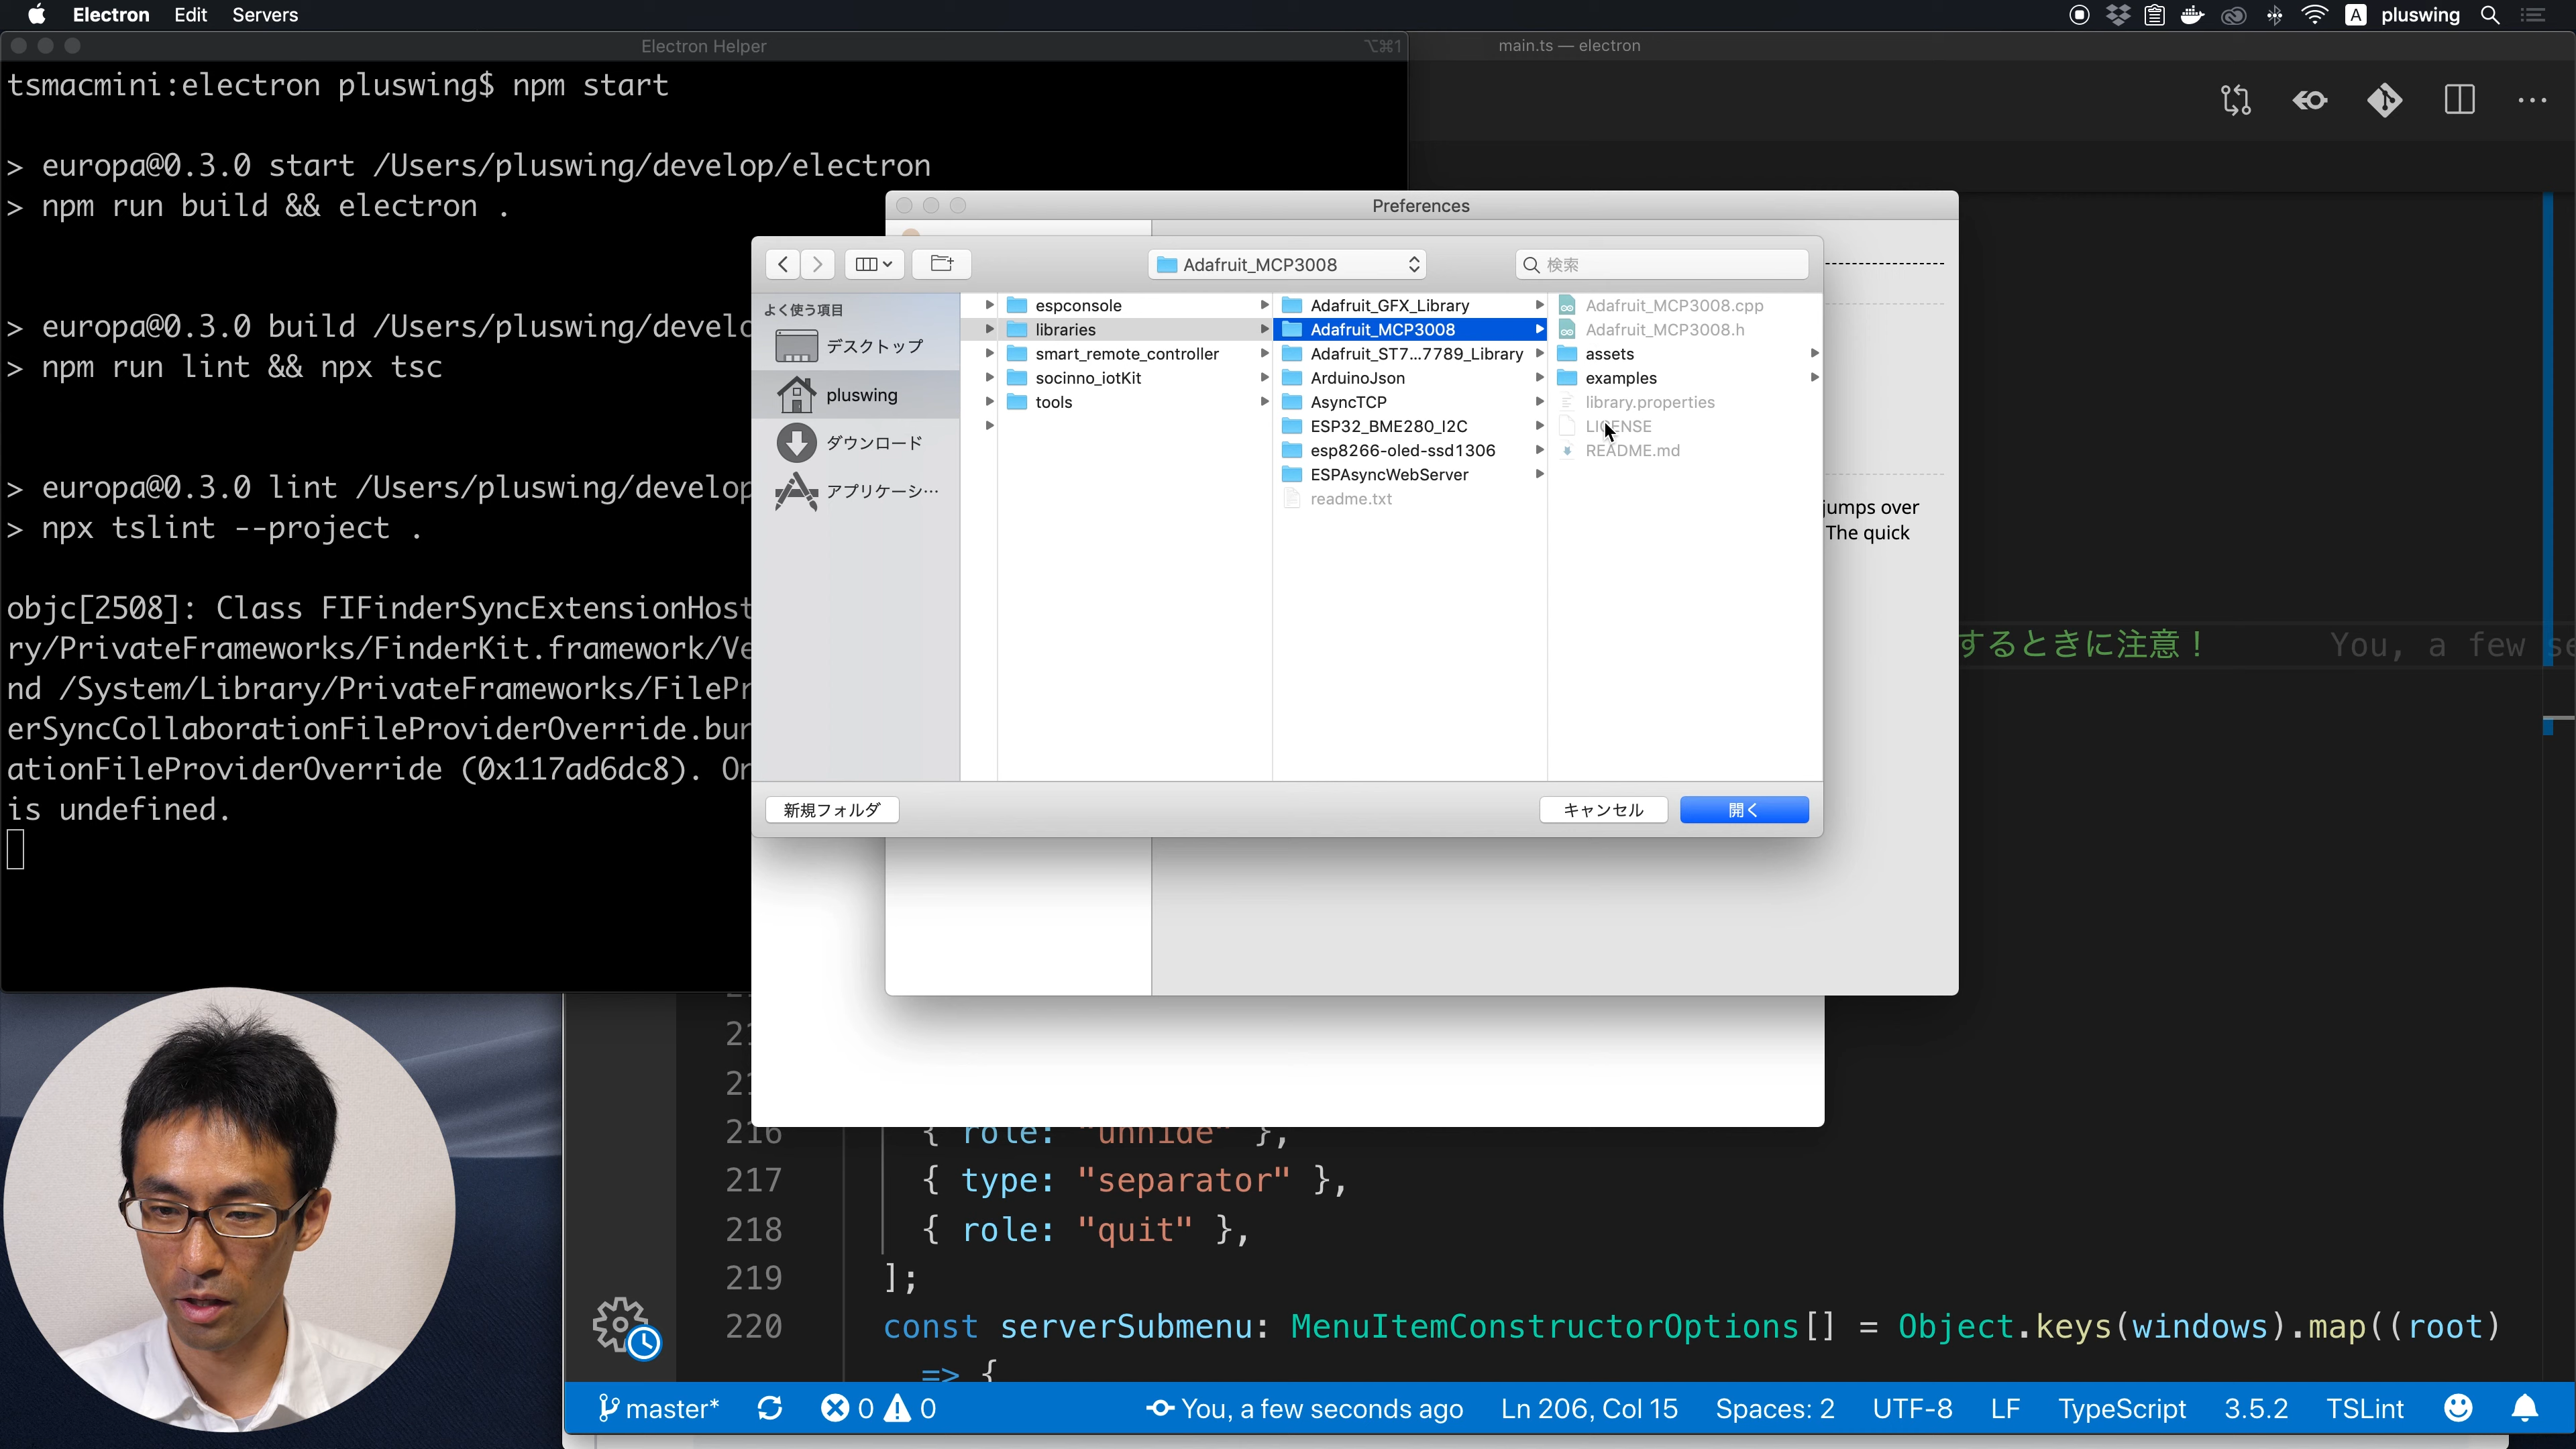 Electron Edit Servers
A pluswing
Electron Helper ⌥⌘1
main.ts — electron
tsmacmini:electron pluswing$ npm start
> europa@0.3.0 start /Users/pluswing/develop/electron
> npm run build && electron .
> europa@0.3.0 build /Users/pluswing/develo
> npm run lint && npx tsc
> europa@0.3.0 lint /Users/pluswing/develop
> npx tslint --project .
objc[2508]: Class FIFinderSyncExtensionHost
ry/PrivateFrameworks/FinderKit.framework/Ve
nd /System/Library/PrivateFrameworks/FilePr
erSyncCollaborationFileProviderOverride.bun
ationFileProviderOverride (0x117ad6dc8). On
is undefined.
Preferences
Adafruit_MCP3008
検索
よく使う項目
デスクトップ
pluswing
ダウンロード
アプリケーシ…
espconsole
libraries
smart_remote_controller
socinno_iotKit
tools
Adafruit_GFX_Library
Adafruit_MCP3008
Adafruit_ST7...7789_Library
ArduinoJson
AsyncTCP
ESP32_BME280_I2C
esp8266-oled-ssd1306
ESPAsyncWebServer
readme.txt
Adafruit_MCP3008.cpp
Adafruit_MCP3008.h
assets
examples
library.properties
LICENSE
README.md
新規フォルダ
キャンセル
開く
jumps over
The quick
するときに注意！ You, a few se
216 { role: "unhide" },
217 { type: "separator" },
218 { role: "quit" },
219 ];
220 const serverSubmenu: MenuItemConstructorOptions[] = Object.keys(windows).map((root)
=> {
master* 0 0 You, a few seconds ago Ln 206, Col 15 Spaces: 2 UTF-8 LF TypeScript 3.5.2 TSLint